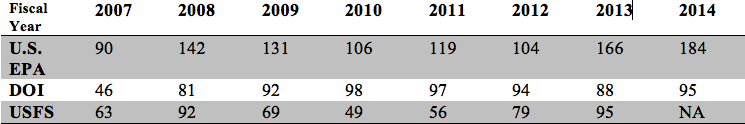 Fiscal Year 2007 2008 2009 2010 2011 2012 2013 2014
U.S. EPA 90 142 131 106 119 104 166 184
DOI 46 81 92 98 97 94 88 95
USFS 63 92 69 49 56 79 95 NA